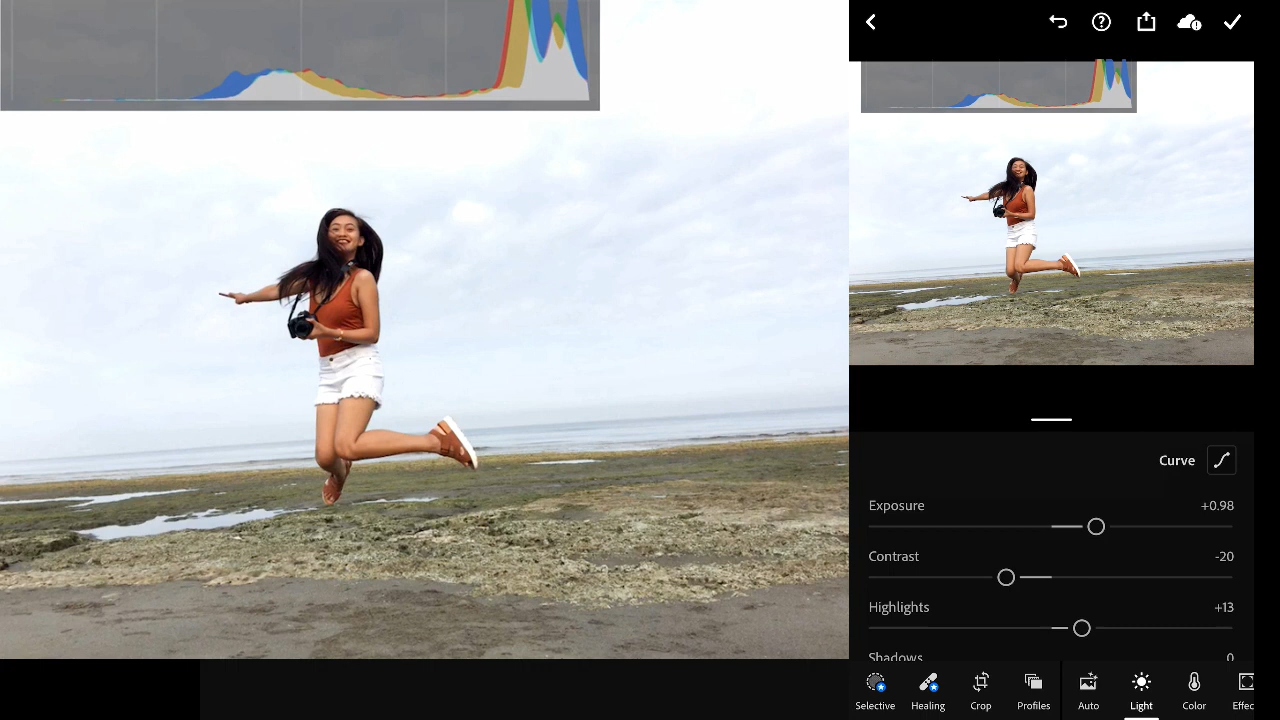 Curve
Exposure +0.98
Contrast -20
Highlights +13
Shadows 0
Selective Healing Crop Profiles Auto Light Color Effec